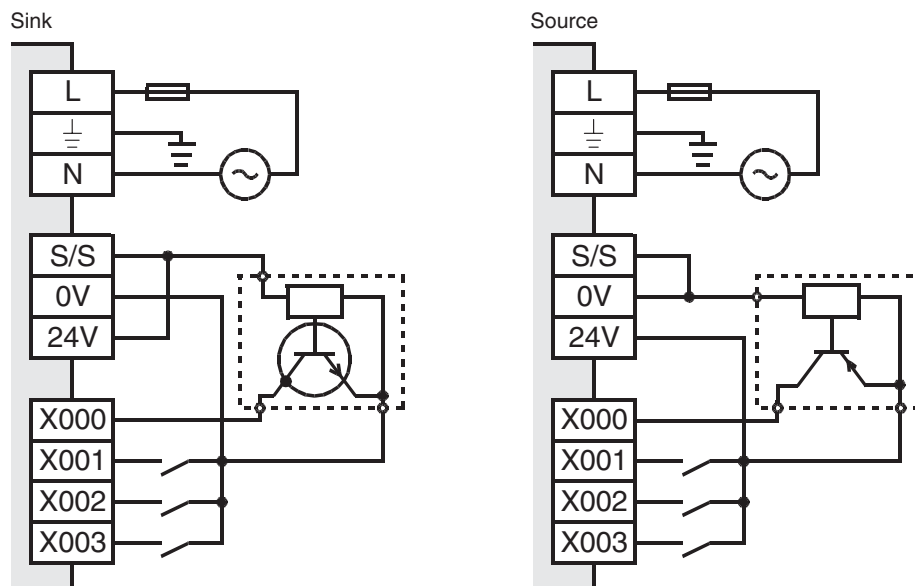 Sink
L
N
S/S
0V
24V
X000
X001
X002
X003
Source
L
N
S/S
0V
24V
X000
X001
X002
X003